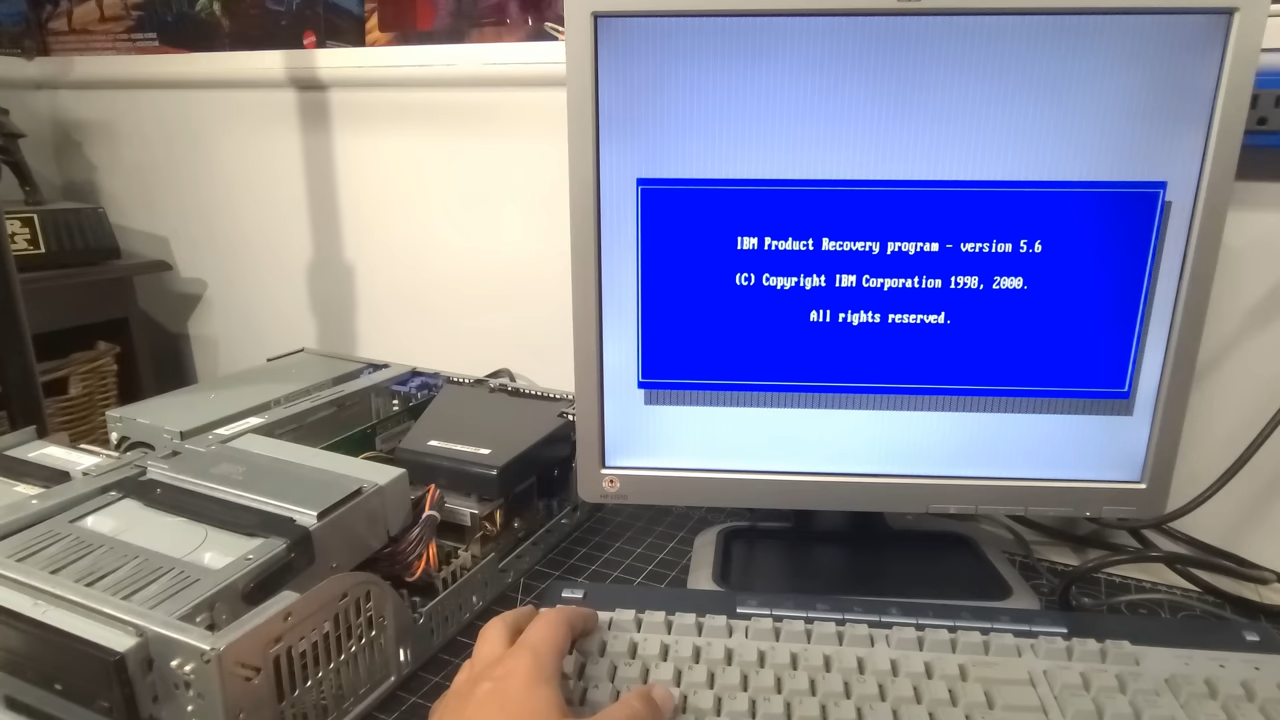 IBM Product Recovery program - version 5.6
(C) Copyright IBM Corporation 1998, 2000.
All rights reserved.